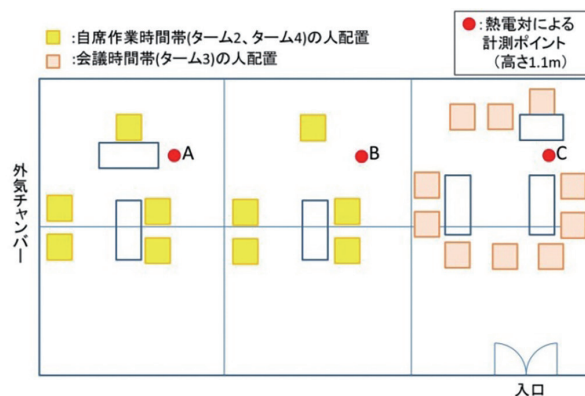 :自席作業時間帯(ターム2、ターム4)の人配置
:会議時間帯(ターム3)の人配置
:熱電対による
計測ポイント
(高さ1.1m)
A
B
C
外気チャンバー
入口